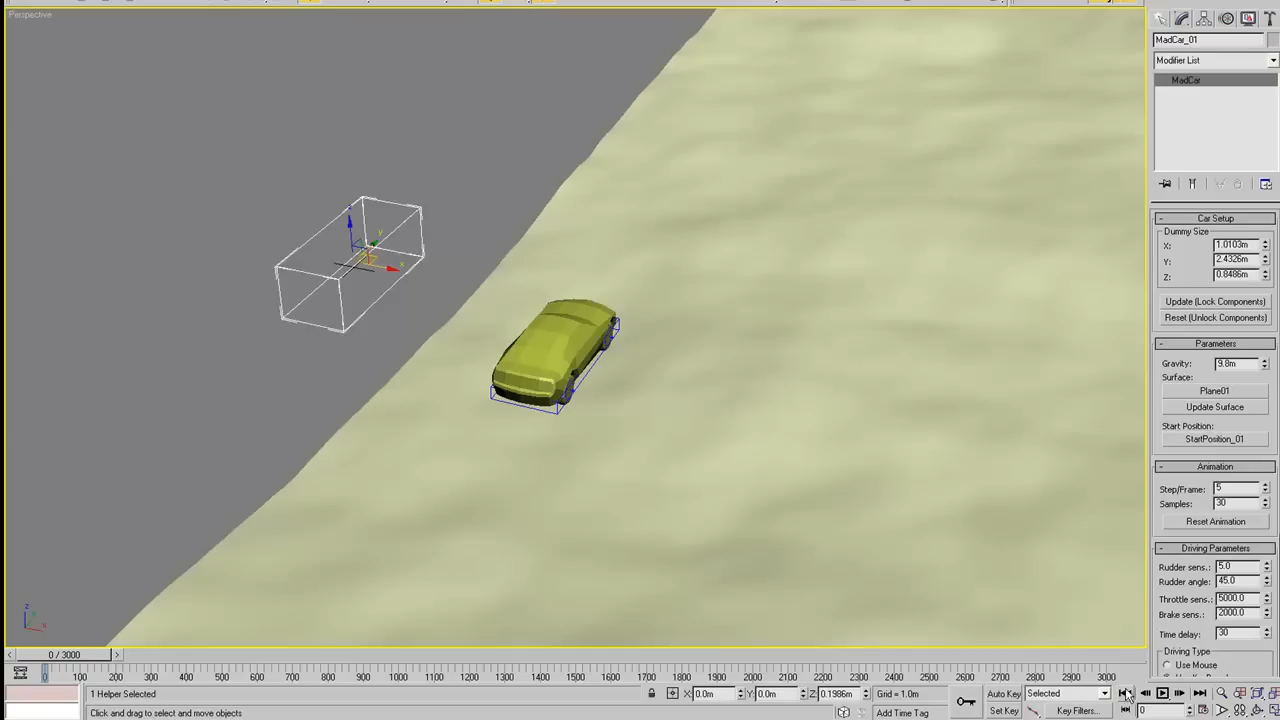 Perspective
MadCar_01
Modifier List
MadCar
- Car Setup
Dummy Size
X: 1.0103m
Y: 2.4326m
Z: 0.8486m
Update (Lock Components)
Reset (Unlock Components)
- Parameters
Gravity: 9.8m
Surface:
Plane01
Update Surface
Start Position:
StartPosition_01
- Animation
Step/Frame: 5
Samples: 30
Reset Animation
- Driving Parameters
Rudder sens.: 5.0
Rudder angle: 45.0
Throttle sens.: 5000.0
Brake sens.: 2000.0
Time delay: 30
Driving Type
Use Mouse
z
x
y
x
< 0 / 3000 >
100 200 300 400 500 600 700 800 900 1000 1100 1200 1300 1400 1500 1600 1700 1800 1900 2000 2100 2200 2300 2400 2500 2600 2700 2800 2900 3000
1 Helper Selected X: 0.0m Y: 0.0m Z: 0.1986m Grid = 1.0m Auto Key Selected
Click and drag to select and move objects Add Time Tag Set Key Key Filters... 0